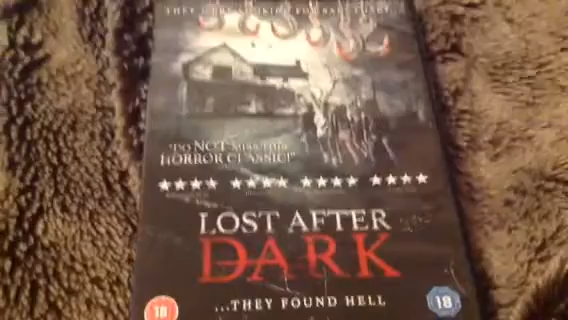 "DO NOT MISS THIS
HORROR CLASSIC!"
LOST AFTER
DARK
...THEY FOUND HELL
18
18